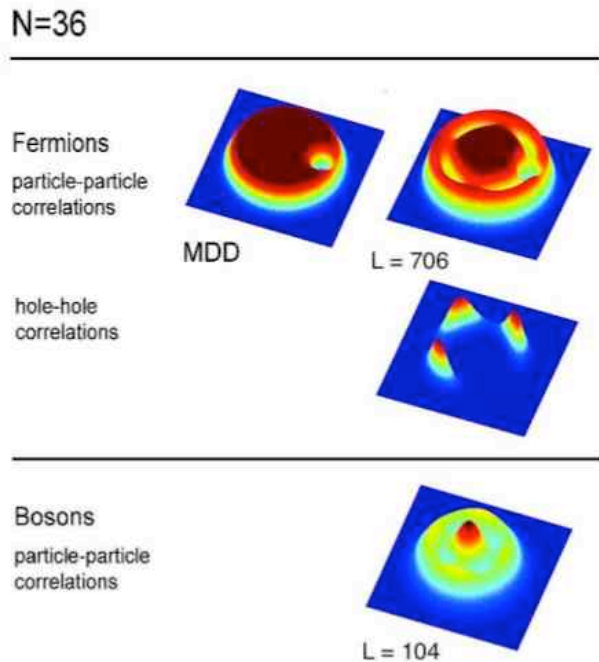 N=36
Fermions
particle-particle
correlations
MDD
L = 706
hole-hole
correlations
Bosons
particle-particle
correlations
L = 104